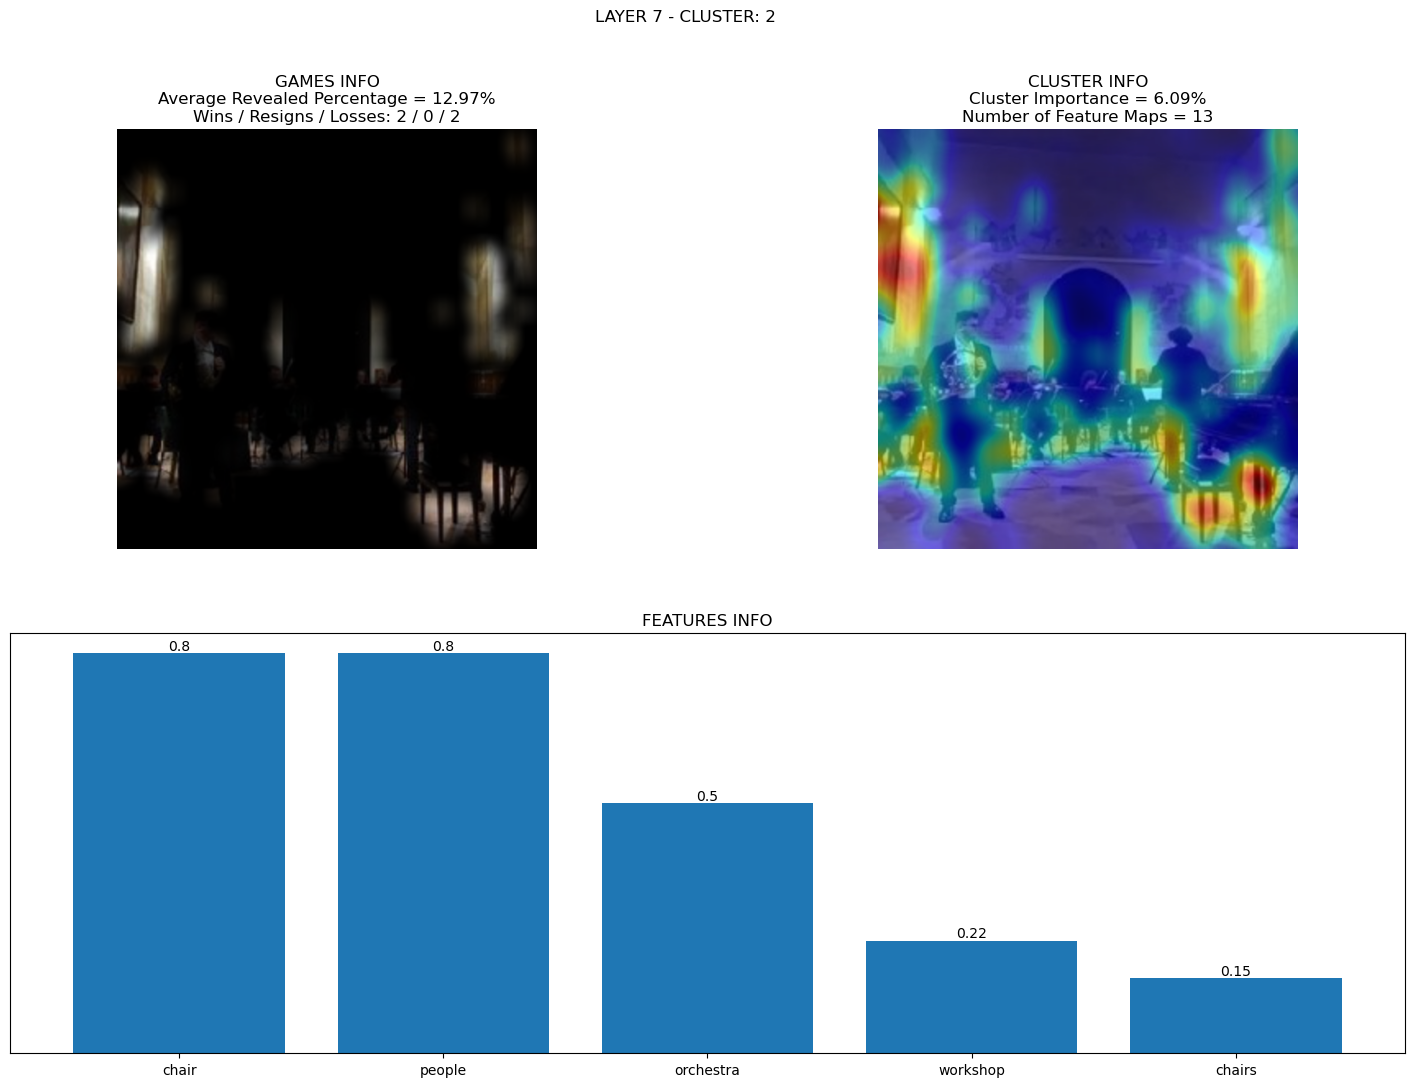 LAYER 7 - CLUSTER: 2
GAMES INFO
Average Revealed Percentage = 12.97%
Wins / Resigns / Losses: 2 / 0 / 2
CLUSTER INFO
Cluster Importance = 6.09%
Number of Feature Maps = 13
FEATURES INFO
0.8
0.8
0.5
0.22
0.15
chair
people
orchestra
workshop
chairs